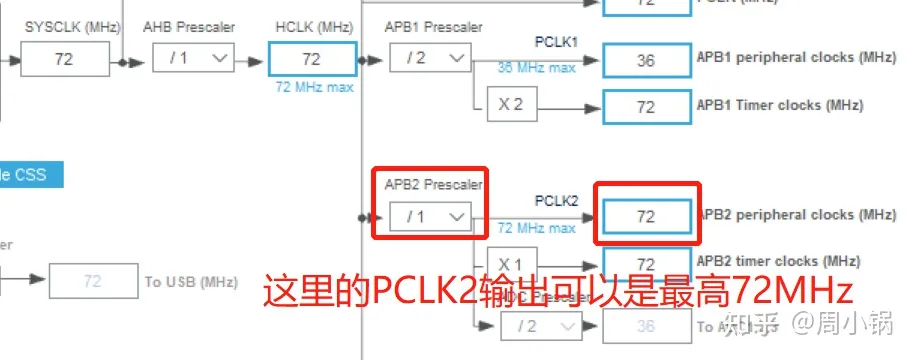 PCLK (MHz)
72
SYSCLK (MHz)
AHB Prescaler
HCLK (MHz)
APB1 Prescaler
72
/ 1
72
72 MHz max
/ 2
PCLK1
36 MHz max
36
APB1 peripheral clocks (MHz)
X 2
72
APB1 Timer clocks (MHz)
CSS
APB2 Prescaler
/ 1
PCLK2
72 MHz max
72
APB2 peripheral clocks (MHz)
X 1
72
APB2 timer clocks (MHz)
72
To USB (MHz)
这里的PCLK2输出可以是最高72MHz
Prescaler
/ 2
36
知乎 @周小锅